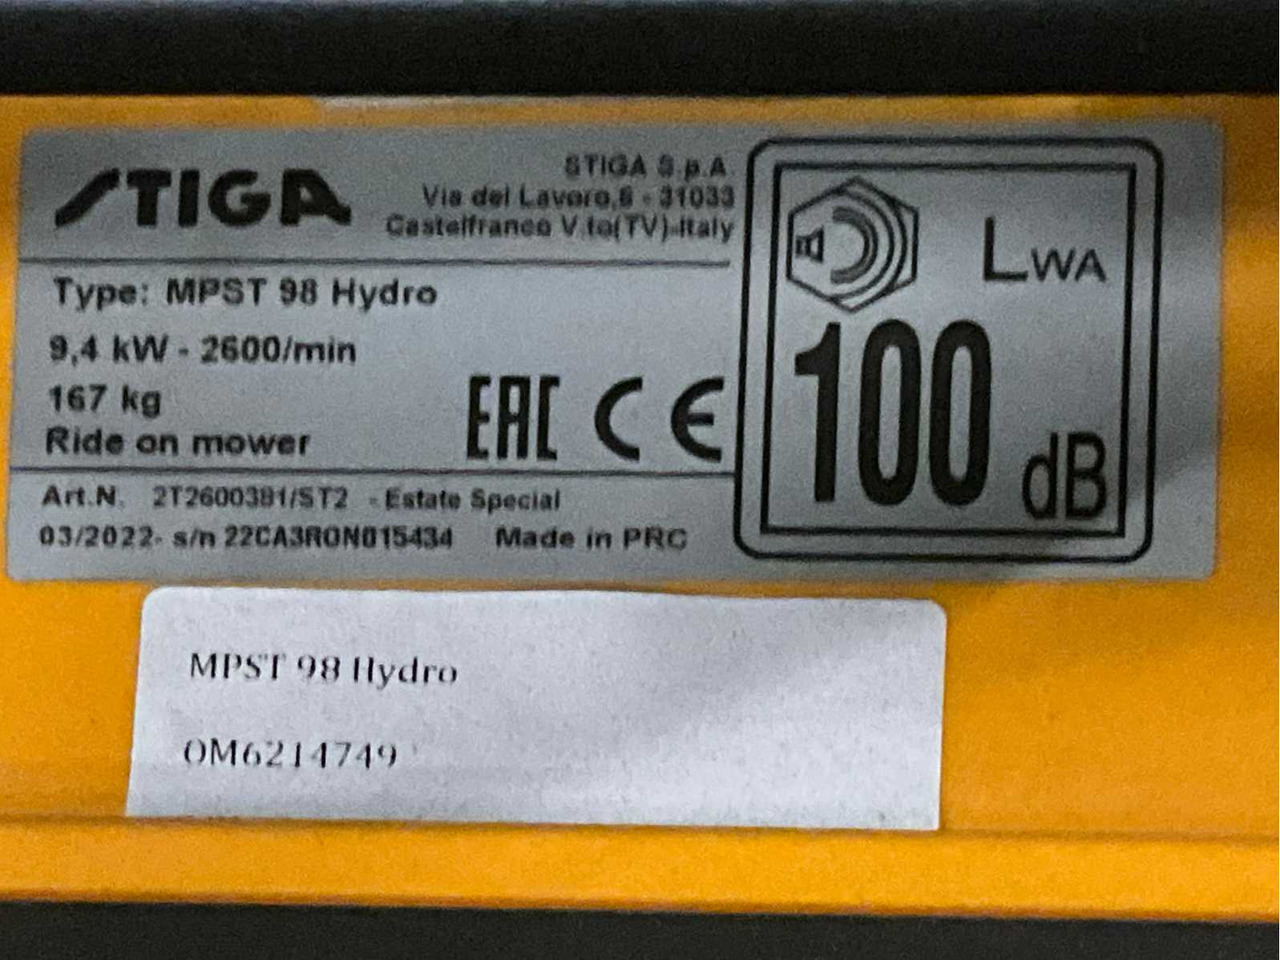 STIGA
STIGA S.p.A.
Via del Lavoro,6 - 31033
Castelfranco V.to(TV)-Italy
Type: MPST 98 Hydro
9,4 kW - 2600/min
167 kg
Ride on mower
EAC CE
LWA
100
dB
Art.N. 2T2600381/ST2 - Estate Special
03/2022- s/n 22CA3RON015434 Made in PRC
MPST 98 Hydro
OM6214749